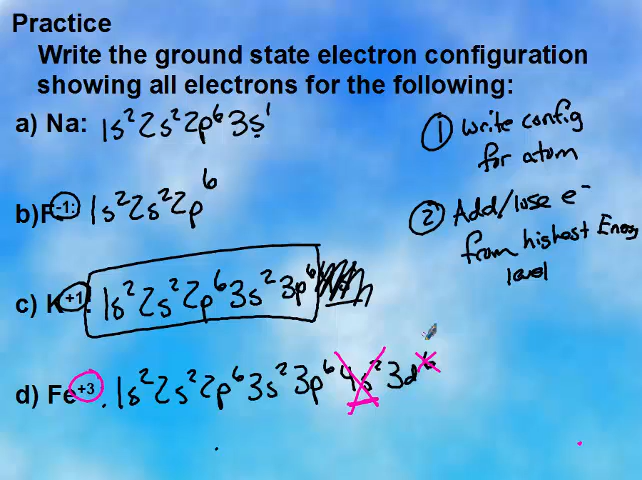 Practice
Write the ground state electron configuration
showing all electrons for the following:
a) Na: 1s²2s²2p⁶3s¹
b)F-1: 1s²2s²2p⁶
c) K+1: 1s²2s²2p⁶3s²3p⁶
d) Fe+3: 1s²2s²2p⁶3s²3p⁶4s²3d⁶
① Write config
for atom
② Add/lose e⁻
from highest Energy
level